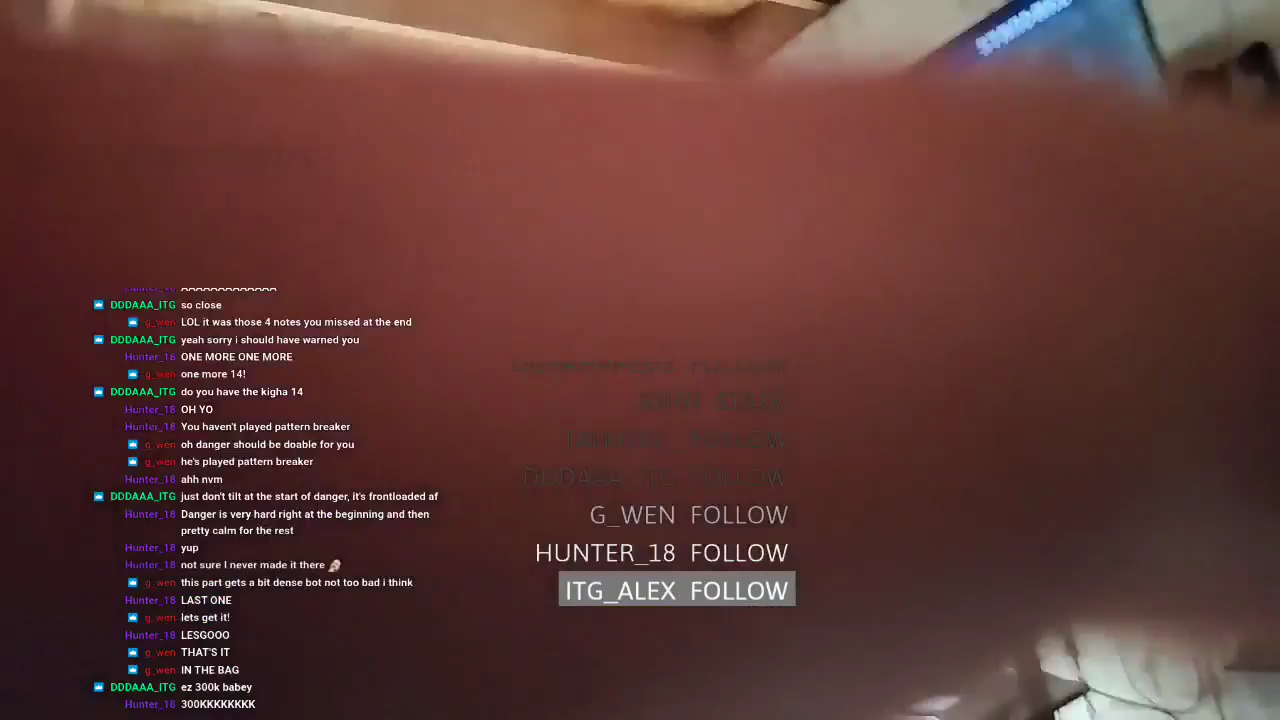 AAAAAAAAAAAAA
DDDAAA_ITG so close
g_wen LOL it was those 4 notes you missed at the end
DDDAAA_ITG yeah sorry i should have warned you
Hunter_18 ONE MORE ONE MORE
g_wen one more 14!
DDDAAA_ITG do you have the kigha 14
Hunter_18 OH YO
Hunter_18 You haven't played pattern breaker
g_wen oh danger should be doable for you
g_wen he's played pattern breaker
Hunter_18 ahh nvm
DDDAAA_ITG just don't tilt at the start of danger, it's frontloaded af
Hunter_18 Danger is very hard right at the beginning and then
pretty calm for the rest
Hunter_18 yup
Hunter_18 not sure I never made it there
g_wen this part gets a bit dense bot not too bad i think
Hunter_18 LAST ONE
g_wen lets get it!
Hunter_18 LESGOOO
g_wen THAT'S IT
g_wen IN THE BAG
DDDAAA_ITG ez 300k babey
Hunter_18 300KKKKKKKK
FOLLOW
FOLLOW
DDDAAA_ITG FOLLOW
G_WEN FOLLOW
HUNTER_18 FOLLOW
ITG_ALEX FOLLOW